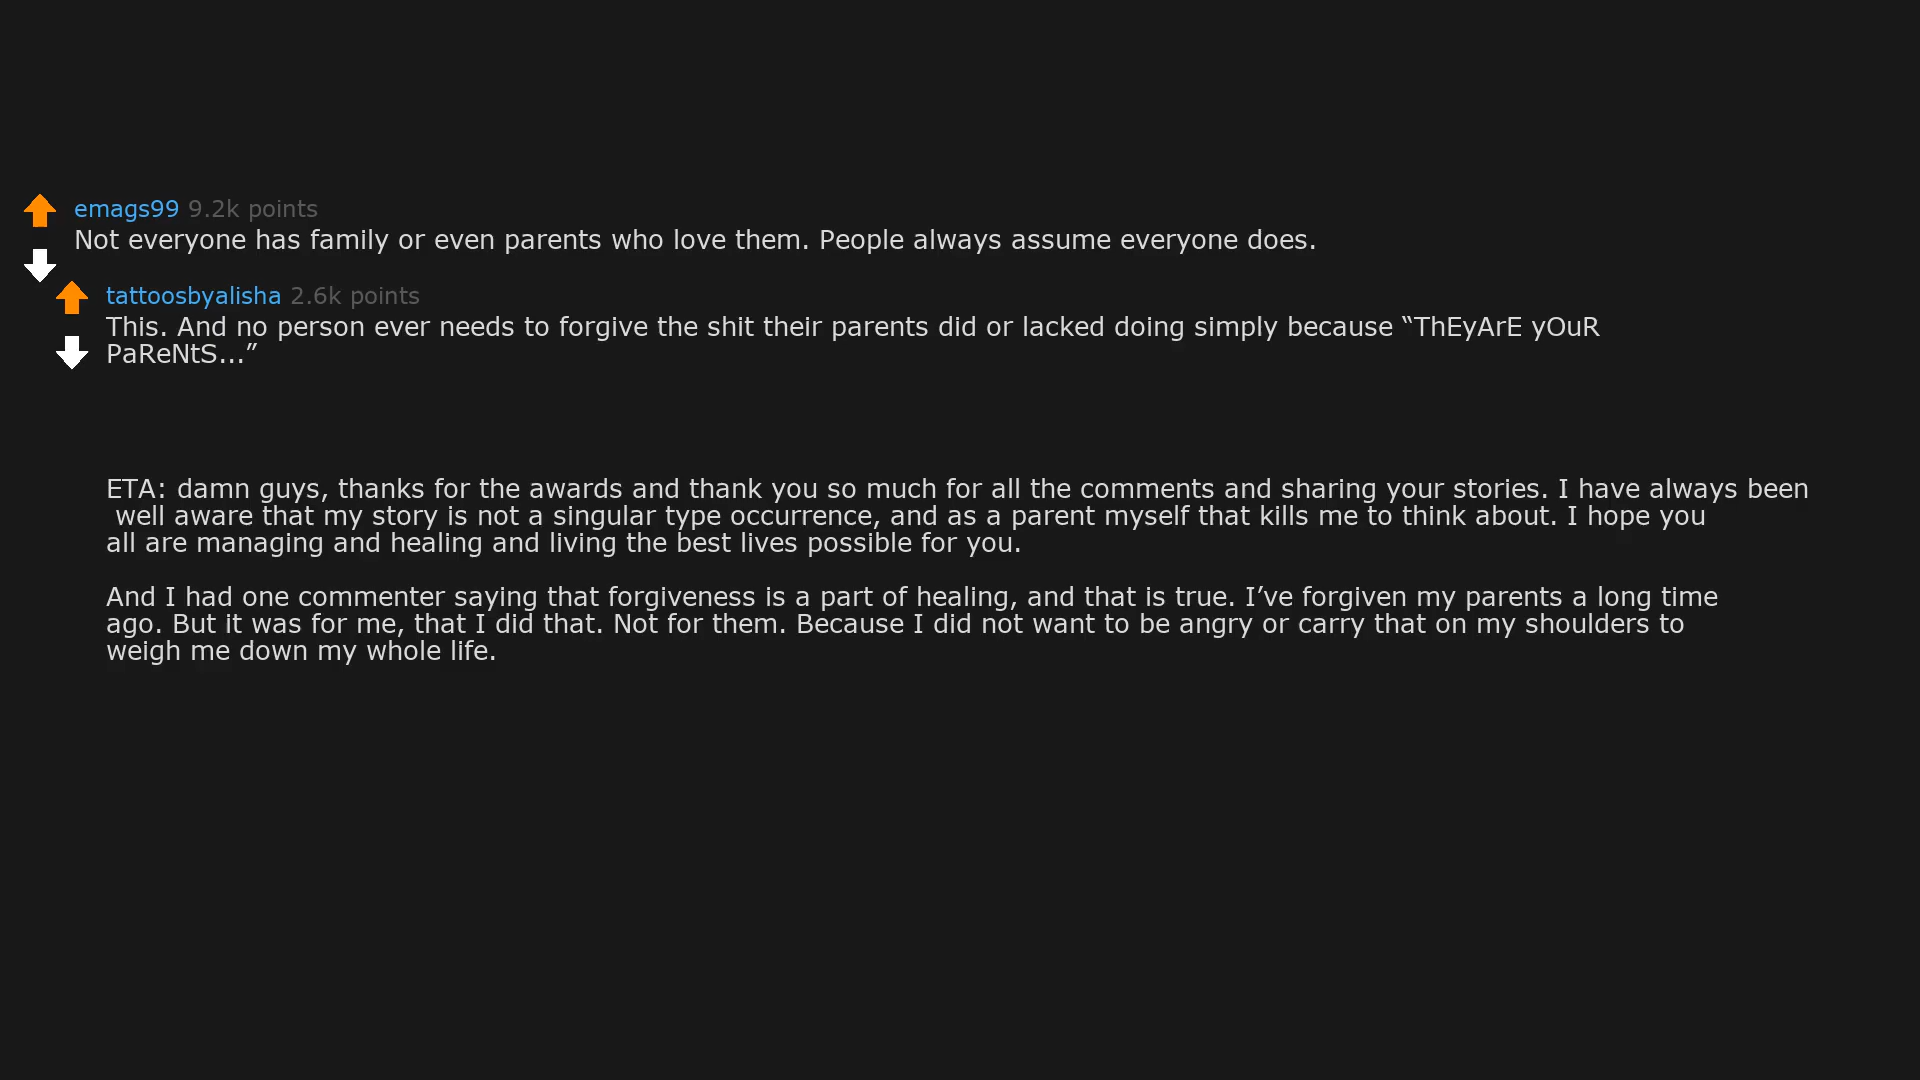 emags99 9.2k points
Not everyone has family or even parents who love them. People always assume everyone does.
tattoosbyalisha 2.6k points
This. And no person ever needs to forgive the shit their parents did or lacked doing simply because “ThEyArE yOuR
PaReNtS...”
ETA: damn guys, thanks for the awards and thank you so much for all the comments and sharing your stories. I have always been
well aware that my story is not a singular type occurrence, and as a parent myself that kills me to think about. I hope you
all are managing and healing and living the best lives possible for you.
And I had one commenter saying that forgiveness is a part of healing, and that is true. I’ve forgiven my parents a long time
ago. But it was for me, that I did that. Not for them. Because I did not want to be angry or carry that on my shoulders to
weigh me down my whole life.